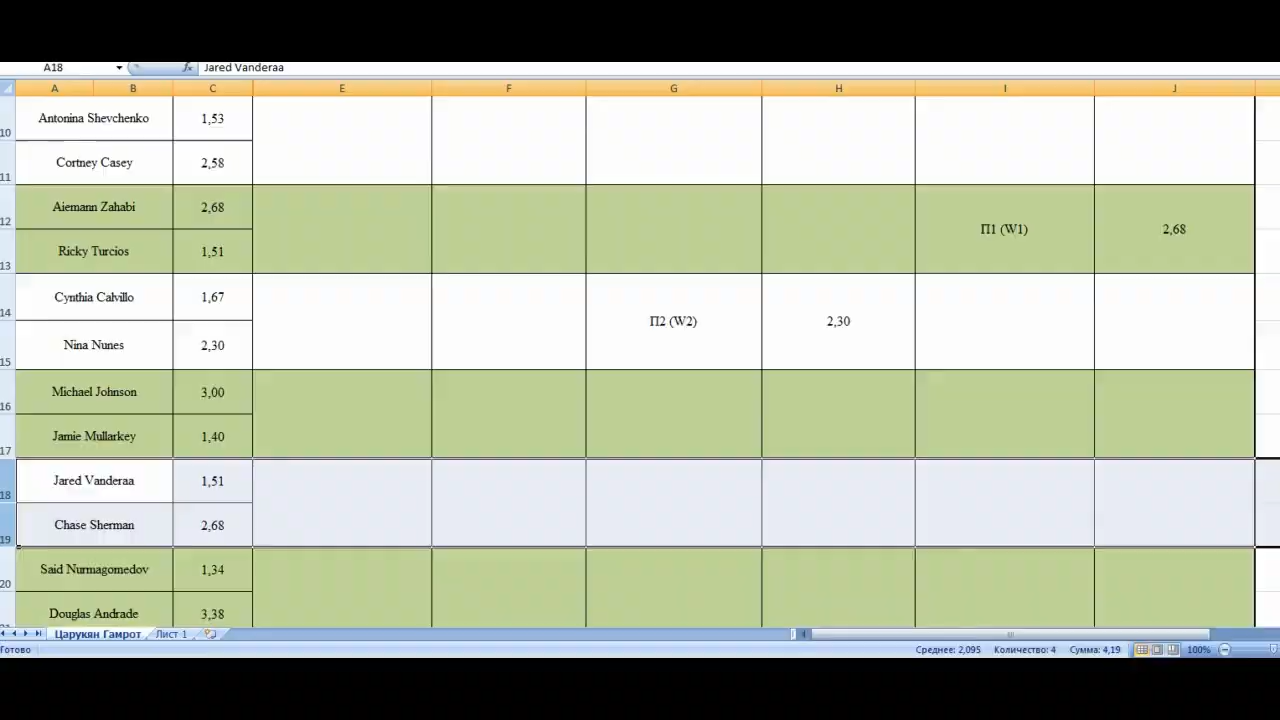 A18 Jared Vanderaa
A B C E F G H I J
10 Antonina Shevchenko 1,53
11 Cortney Casey 2,58
12 Aiemann Zahabi 2,68
П1 (W1) 2,68
13 Ricky Turcios 1,51
14 Cynthia Calvillo 1,67
П2 (W2) 2,30
15 Nina Nunes 2,30
16 Michael Johnson 3,00
17 Jamie Mullarkey 1,40
18 Jared Vanderaa 1,51
19 Chase Sherman 2,68
20 Said Nurmagomedov 1,34
Douglas Andrade 3,38
Царукян Гамрот Лист 1
Готово Среднее: 2,095 Количество: 4 Сумма: 4,19 100%